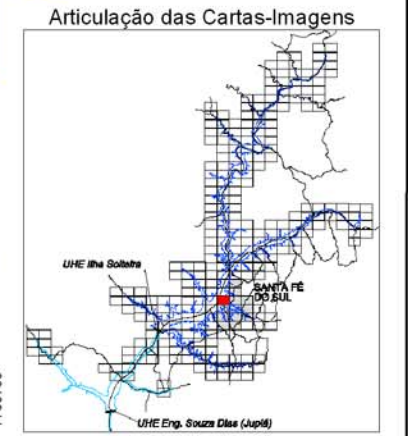 Articulação das Cartas-Imagens
UHE Ilha Solteira
SANTA FÉ
DO SUL
UHE Eng. Souza Dias (Jupiá)